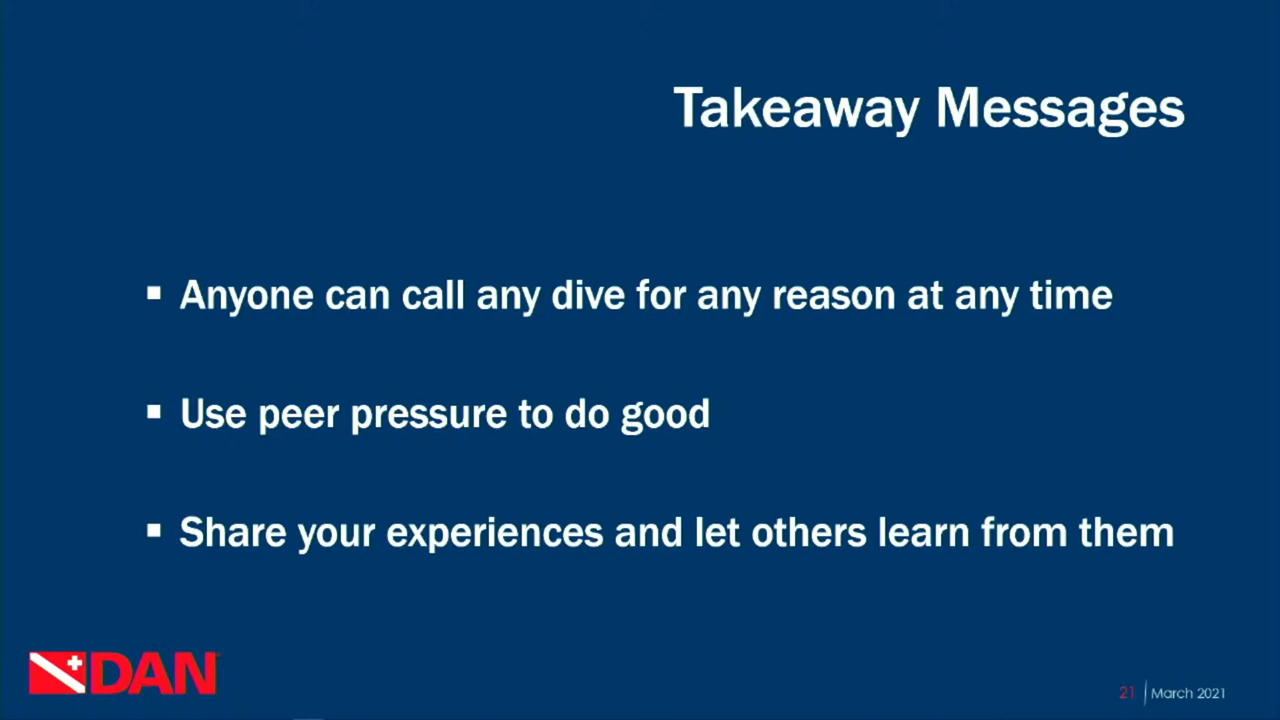 Takeaway Messages
▪ Anyone can call any dive for any reason at any time
▪ Use peer pressure to do good
▪ Share your experiences and let others learn from them
DAN
21 | March 2021